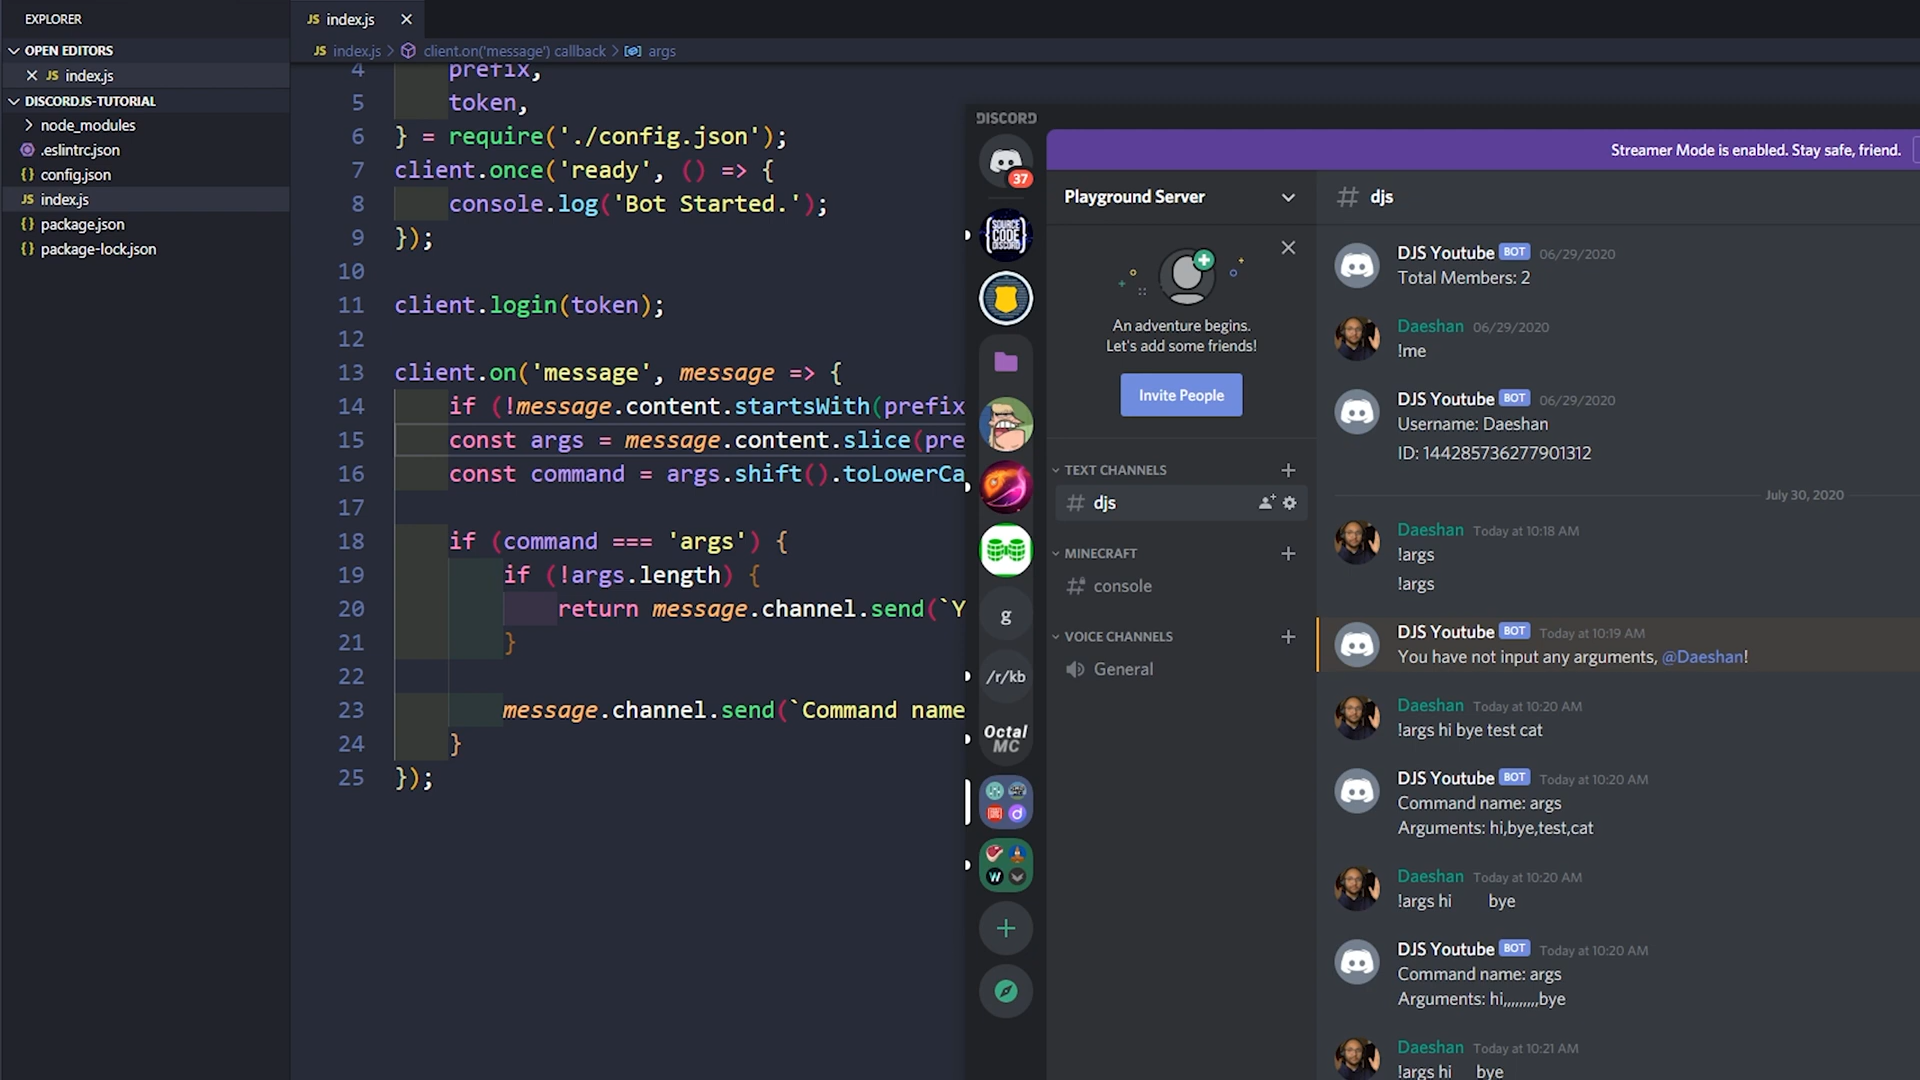 EXPLORER
OPEN EDITORS
JS index.js
DISCORDJS-TUTORIAL
node_modules
.eslintrc.json
{} config.json
JS index.js
{} package.json
{} package-lock.json
JS index.js
JS index.js > client.on('message') callback > args
4 prefix,
5 token,
6 } = require('./config.json');
7 client.once('ready', () => {
8 console.log('Bot Started.');
9 });
10
11 client.login(token);
12
13 client.on('message', message => {
14 if (!message.content.startsWith(prefix
15 const args = message.content.slice(pre
16 const command = args.shift().toLowerCa
17
18 if (command === 'args') {
19 if (!args.length) {
20 return message.channel.send(`Y
21 }
22
23 message.channel.send(`Command name
24 }
25 });
DISCORD
37
SOURCE
CODE
DISCORD
g
/r/kb
Octal
MC
W
Streamer Mode is enabled. Stay safe, friend.
Playground Server
An adventure begins.
Let's add some friends!
Invite People
TEXT CHANNELS
# djs
MINECRAFT
# console
VOICE CHANNELS
General
# djs
DJS Youtube BOT 06/29/2020
Total Members: 2
Daeshan 06/29/2020
!me
DJS Youtube BOT 06/29/2020
Username: Daeshan
ID: 144285736277901312
July 30, 2020
Daeshan Today at 10:18 AM
!args
!args
DJS Youtube BOT Today at 10:19 AM
You have not input any arguments, @Daeshan!
Daeshan Today at 10:20 AM
!args hi bye test cat
DJS Youtube BOT Today at 10:20 AM
Command name: args
Arguments: hi,bye,test,cat
Daeshan Today at 10:20 AM
!args hi bye
DJS Youtube BOT Today at 10:20 AM
Command name: args
Arguments: hi,,,,,,,,,bye
Daeshan Today at 10:21 AM
!args hi bye